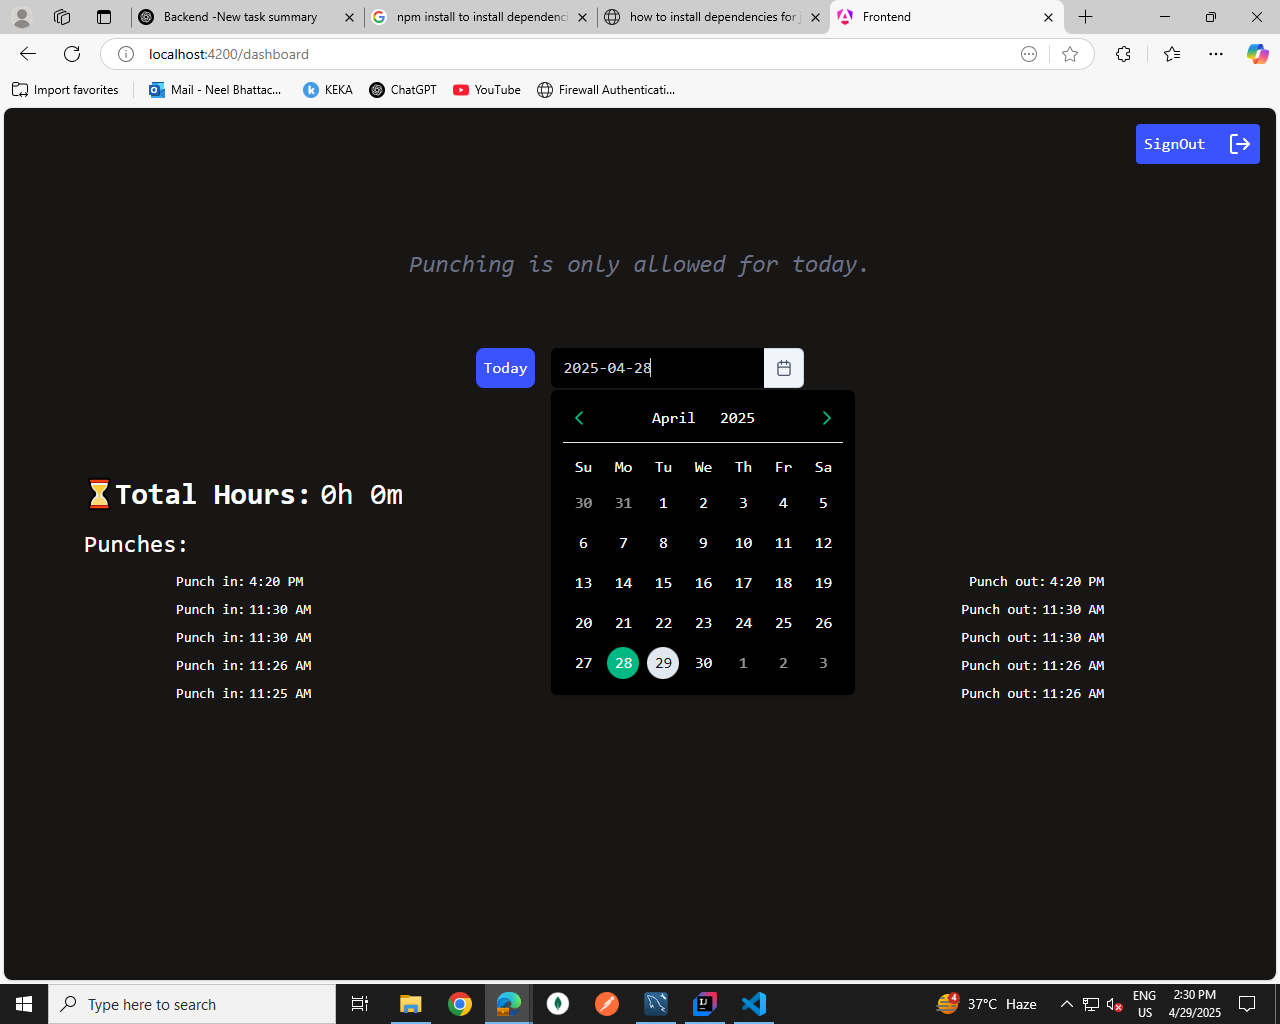 Backend -New task summary
npm install to install dependenci
how to install dependencies for j
Frontend
localhost:4200/dashboard
Import favorites
Mail - Neel Bhattac...
KEKA
ChatGPT
YouTube
Firewall Authenticati...
SignOut
Punching is only allowed for today.
Today
2025-04-28
April 2025
Su Mo Tu We Th Fr Sa
30 31 1 2 3 4 5
6 7 8 9 10 11 12
13 14 15 16 17 18 19
20 21 22 23 24 25 26
27 28 29 30 1 2 3
Total Hours: 0h 0m
Punches:
Punch in: 4:20 PM
Punch out: 4:20 PM
Punch in: 11:30 AM
Punch out: 11:30 AM
Punch in: 11:30 AM
Punch out: 11:30 AM
Punch in: 11:26 AM
Punch out: 11:26 AM
Punch in: 11:25 AM
Punch out: 11:26 AM
Type here to search
4
37°C Haze
ENG
US
2:30 PM
4/29/2025